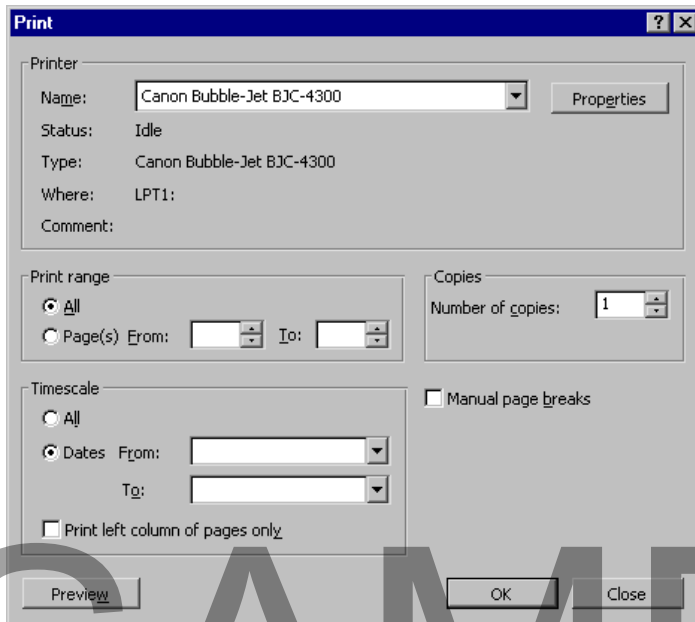 Print
Printer
Name: Canon Bubble-Jet BJC-4300 Properties
Status: Idle
Type: Canon Bubble-Jet BJC-4300
Where: LPT1:
Comment:
Print range
All
Page(s) From: To:
Copies
Number of copies: 1
Timescale
All
Dates From:
To:
Print left column of pages only
Manual page breaks
Preview OK Close